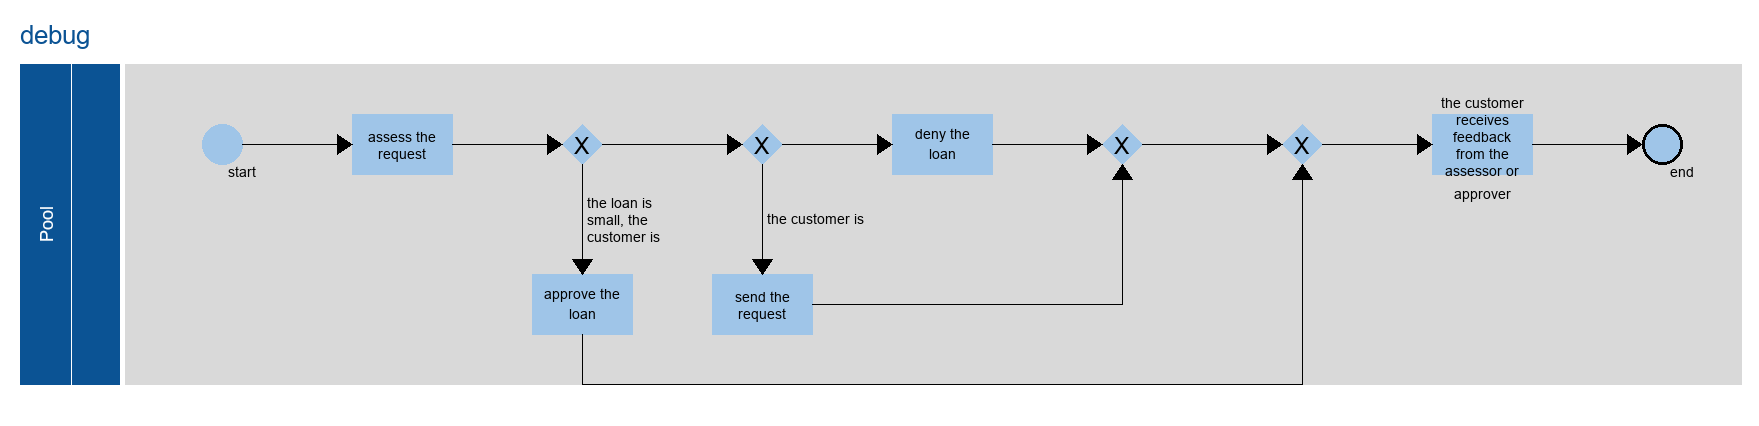 debug
Pool
start
assess the
request
X
the loan is
small, the
customer is
approve the
loan
X
the customer is
send the
request
deny the
loan
X
X
the customer
receives
feedback
from the
assessor or
approver
end